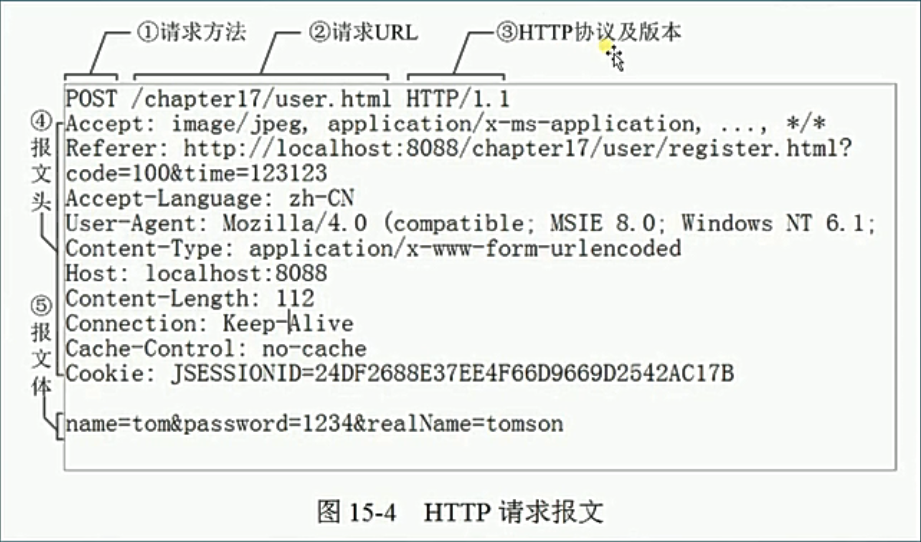 ①请求方法 ②请求URL ③HTTP协议及版本
POST /chapter17/user.html HTTP/1.1
④报文头
Accept: image/jpeg, application/x-ms-application, ..., */*
Referer: http://localhost:8088/chapter17/user/register.html?
code=100&time=123123
Accept-Language: zh-CN
User-Agent: Mozilla/4.0 (compatible; MSIE 8.0; Windows NT 6.1;
Content-Type: application/x-www-form-urlencoded
Host: localhost:8088
Content-Length: 112
Connection: Keep-Alive
Cache-Control: no-cache
Cookie: JSESSIONID=24DF2688E37EE4F66D9669D2542AC17B
⑤报文体
name=tom&password=1234&realName=tomson
图 15-4 HTTP 请求报文